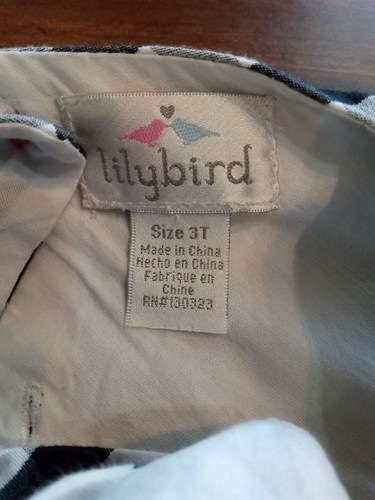 lilybird
Size 3T
Made in China
Hecho en China
Fabrique en
Chine
RN#130323